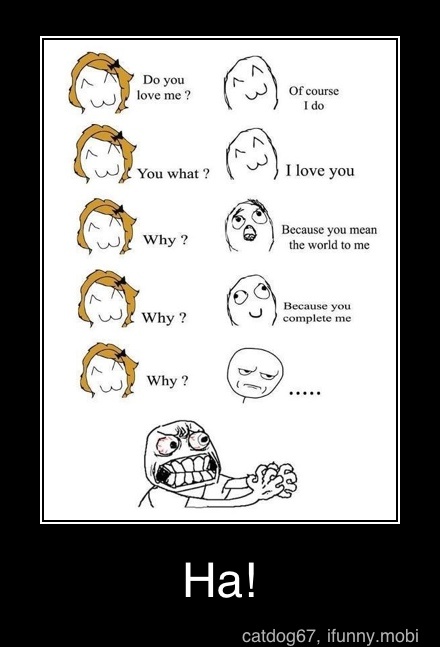 Do you
love me ?
Of course
I do
You what ?
I love you
Why ?
Because you mean
the world to me
Why ?
Because you
complete me
Why ?
.....
Ha!
catdog67, ifunny.mobi